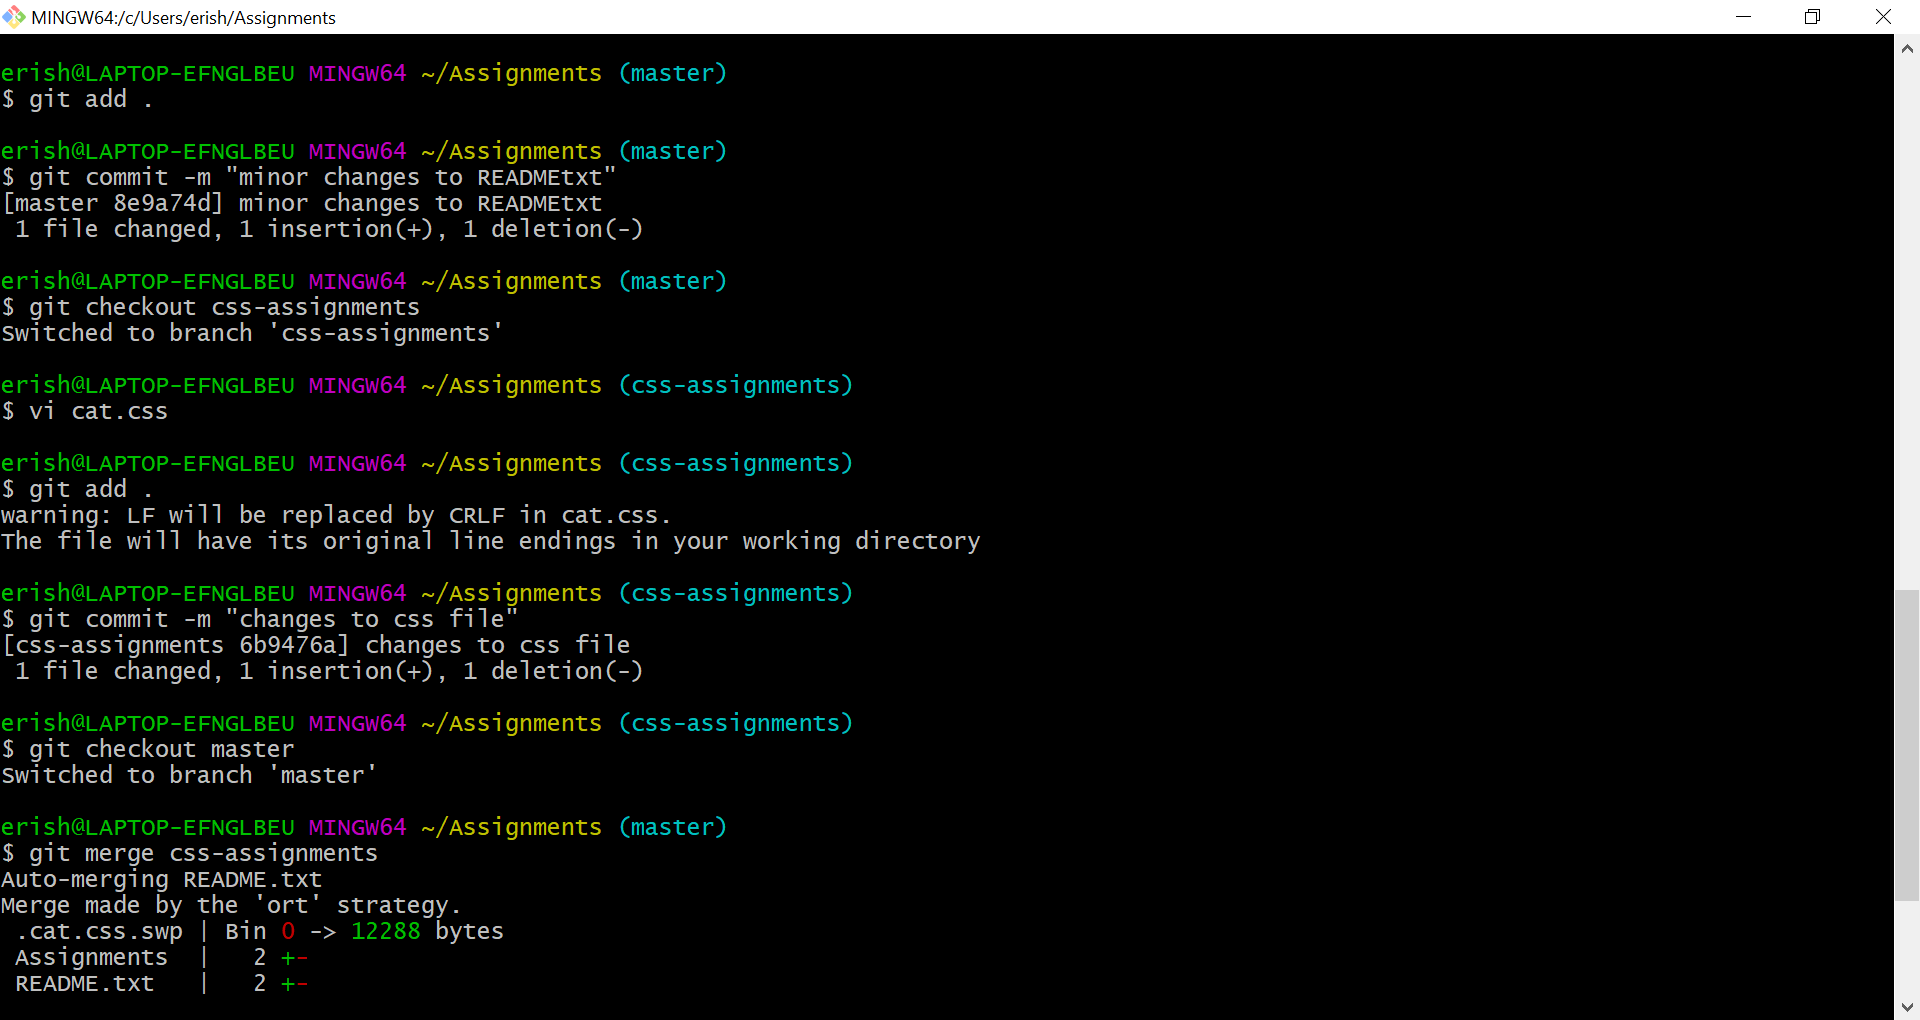 MINGW64:/c/Users/erish/Assignments
erish@LAPTOP-EFNGLBEU MINGW64 ~/Assignments (master)
$ git add .
erish@LAPTOP-EFNGLBEU MINGW64 ~/Assignments (master)
$ git commit -m "minor changes to READMEtxt"
[master 8e9a74d] minor changes to READMEtxt
 1 file changed, 1 insertion(+), 1 deletion(-)
erish@LAPTOP-EFNGLBEU MINGW64 ~/Assignments (master)
$ git checkout css-assignments
Switched to branch 'css-assignments'
erish@LAPTOP-EFNGLBEU MINGW64 ~/Assignments (css-assignments)
$ vi cat.css
erish@LAPTOP-EFNGLBEU MINGW64 ~/Assignments (css-assignments)
$ git add .
warning: LF will be replaced by CRLF in cat.css.
The file will have its original line endings in your working directory
erish@LAPTOP-EFNGLBEU MINGW64 ~/Assignments (css-assignments)
$ git commit -m "changes to css file"
[css-assignments 6b9476a] changes to css file
 1 file changed, 1 insertion(+), 1 deletion(-)
erish@LAPTOP-EFNGLBEU MINGW64 ~/Assignments (css-assignments)
$ git checkout master
Switched to branch 'master'
erish@LAPTOP-EFNGLBEU MINGW64 ~/Assignments (master)
$ git merge css-assignments
Auto-merging README.txt
Merge made by the 'ort' strategy.
 .cat.css.swp | Bin 0 -> 12288 bytes
 Assignments  |   2 +-
 README.txt   |   2 +-